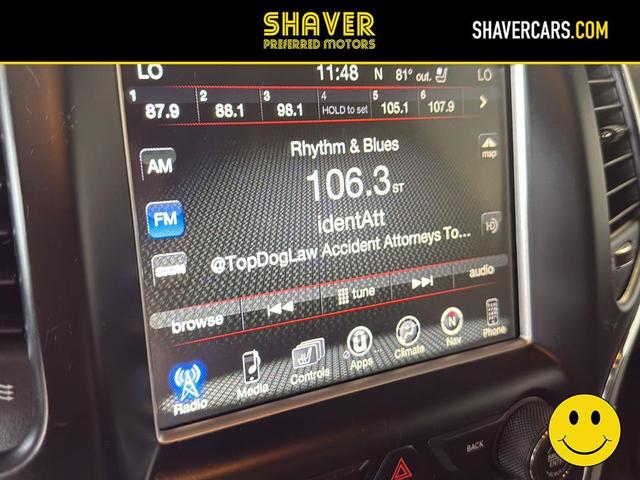 SHAVER
PREFERRED MOTORS
SHAVERCARS.COM
LO 11:48 N 81° out. LO
1 87.9 2 88.1 3 98.1 4 HOLD to set 5 105.1 6 107.9
Rhythm & Blues
map
AM
106.3 ST
FM
identAtt
@TopDogLaw Accident Attorneys To...
browse tune audio
Radio Media Controls Apps Climate Nav Phone
BACK